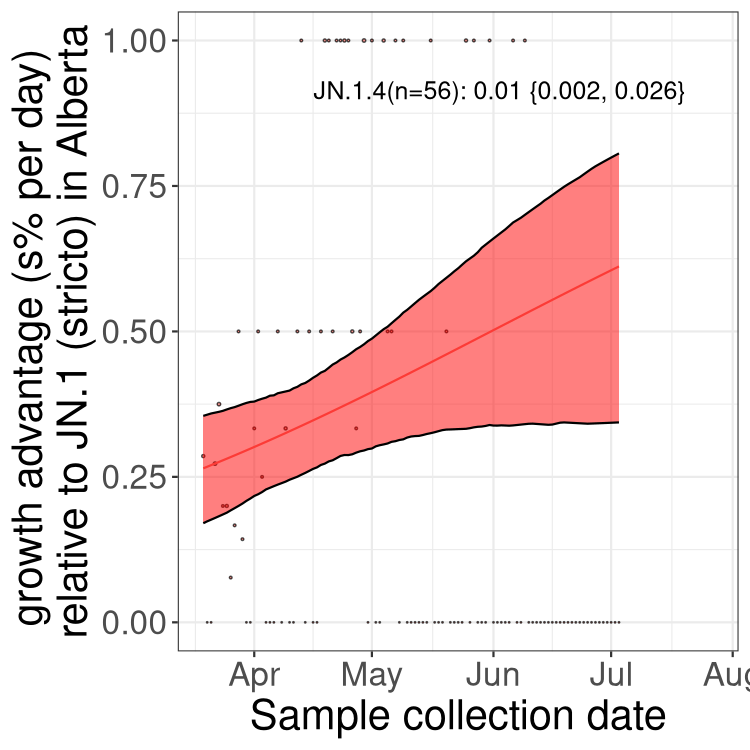 growth advantage (s% per day)
relative to JN.1 (stricto) in Alberta
1.00
0.75
0.50
0.25
0.00
JN.1.4(n=56): 0.01 {0.002, 0.026}
Apr May Jun Jul Aug
Sample collection date